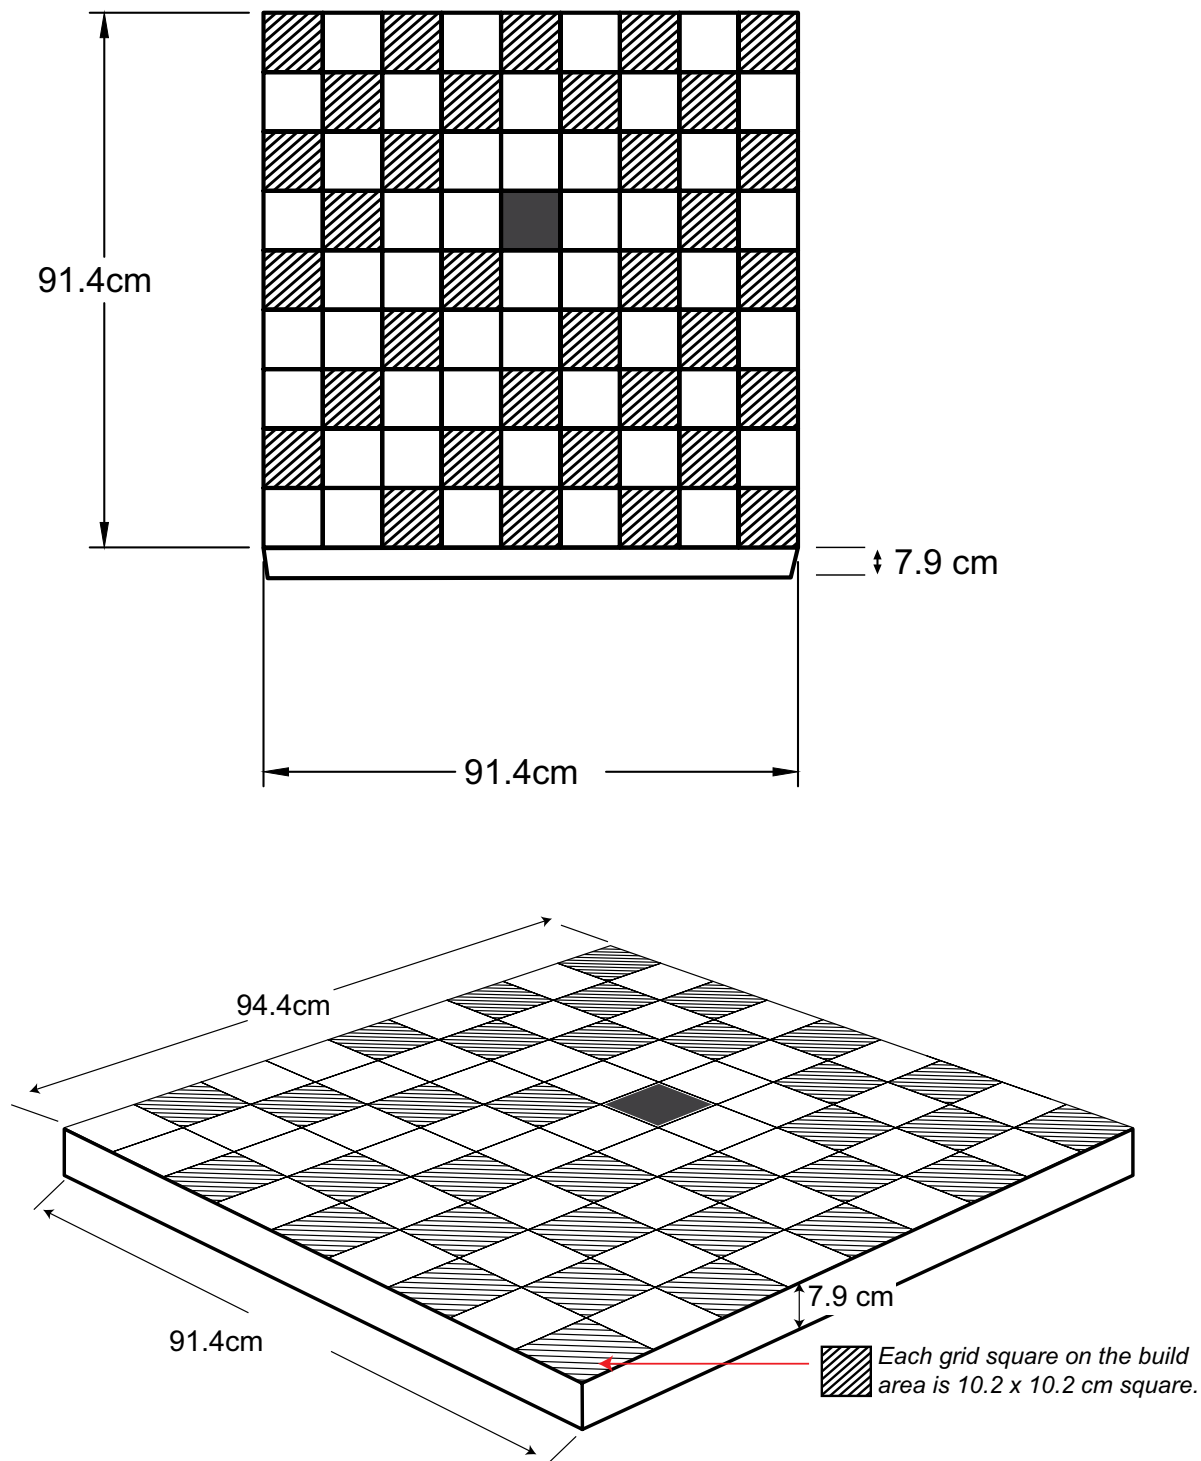 91.4cm
7.9 cm
91.4cm
94.4cm
7.9 cm
91.4cm
Each grid square on the build
area is 10.2 x 10.2 cm square.